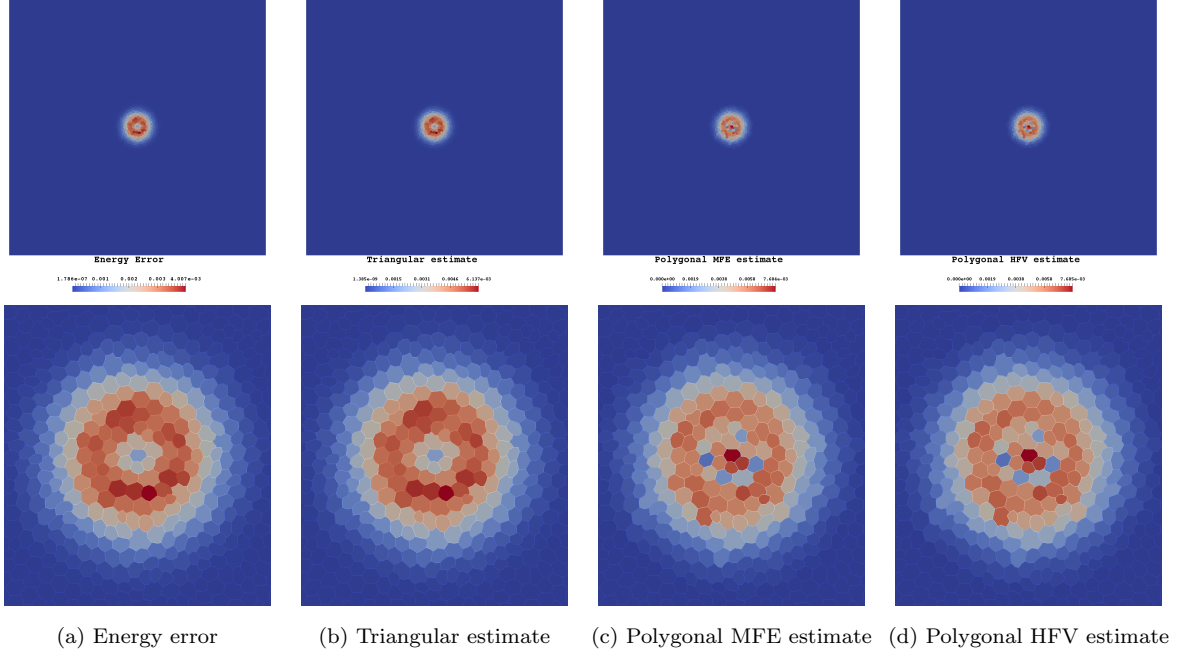 Energy Error
1.786e-07 0.001 0.002 0.003 4.007e-03
Triangular estimate
1.385e-09 0.0015 0.0031 0.0046 6.137e-03
Polygonal MFE estimate
0.000e+00 0.0019 0.0038 0.0058 7.684e-03
Polygonal HFV estimate
0.000e+00 0.0019 0.0038 0.0058 7.685e-03
(a) Energy error
(b) Triangular estimate
(c) Polygonal MFE estimate
(d) Polygonal HFV estimate